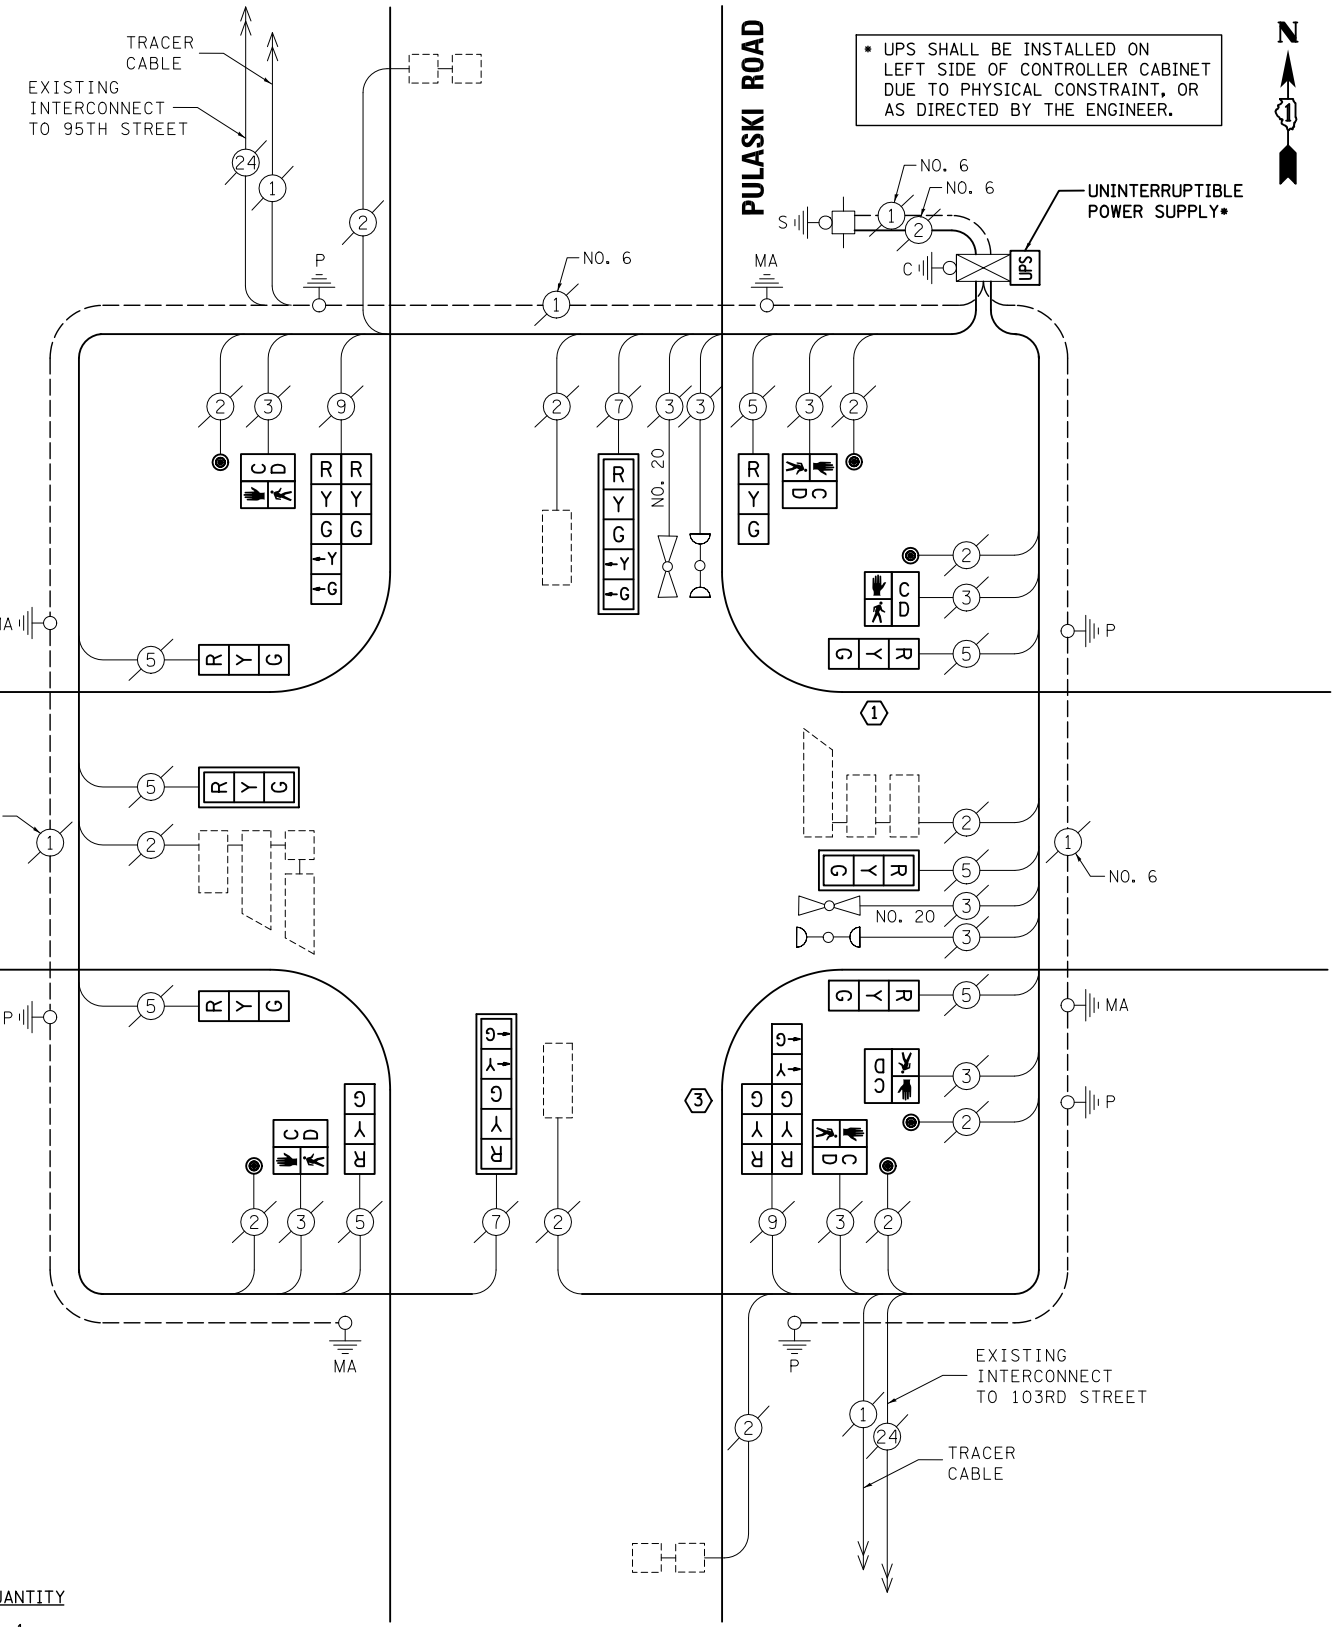 TRACER
CABLE
EXISTING
INTERCONNECT
TO 95TH STREET
24
1
2
PULASKI ROAD
* UPS SHALL BE INSTALLED ON
LEFT SIDE OF CONTROLLER CABINET
DUE TO PHYSICAL CONSTRAINT, OR
AS DIRECTED BY THE ENGINEER.
N
1
NO. 6
NO. 6
1
2
S
C
UPS
UNINTERRUPTIBLE
POWER SUPPLY*
P
NO. 6
1
MA
2
3
9
2
7
3
3
5
3
2
C D
R R
Y Y
G G
Y
G
R
Y
G
Y
G
NO. 20
R
Y
G
C D
2
3
C D
5
R Y G
MA
5
R Y G
P
1
5
R Y G
2
1
2
5
R Y G
3
NO. 20
3
1
NO. 6
P
5
R Y G
5
R Y G
MA
3
C D
2
P
G
Y
G
Y
R
3
G
Y
G G
Y Y
R R
G
Y
R
C D
C D
2
3
5
7
2
9
3
2
MA
P
EXISTING
INTERCONNECT
TO 103RD STREET
2
1
24
TRACER
CABLE
UANTITY